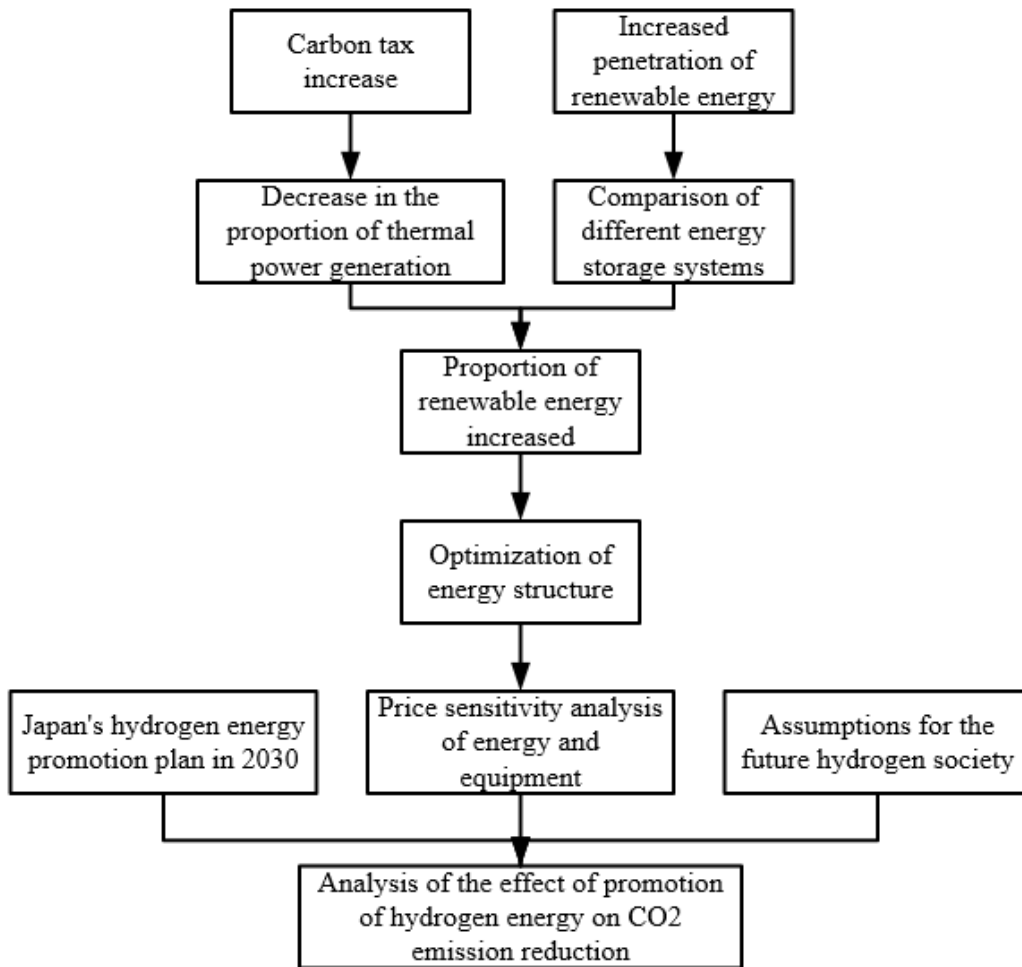 Carbon tax
increase
Increased
penetration of
renewable energy
Decrease in the
proportion of thermal
power generation
Comparison of
different energy
storage systems
Proportion of
renewable energy
increased
Optimization of
energy structure
Japan's hydrogen energy
promotion plan in 2030
Price sensitivity analysis
of energy and
equipment
Assumptions for the
future hydrogen society
Analysis of the effect of promotion
of hydrogen energy on CO2
emission reduction